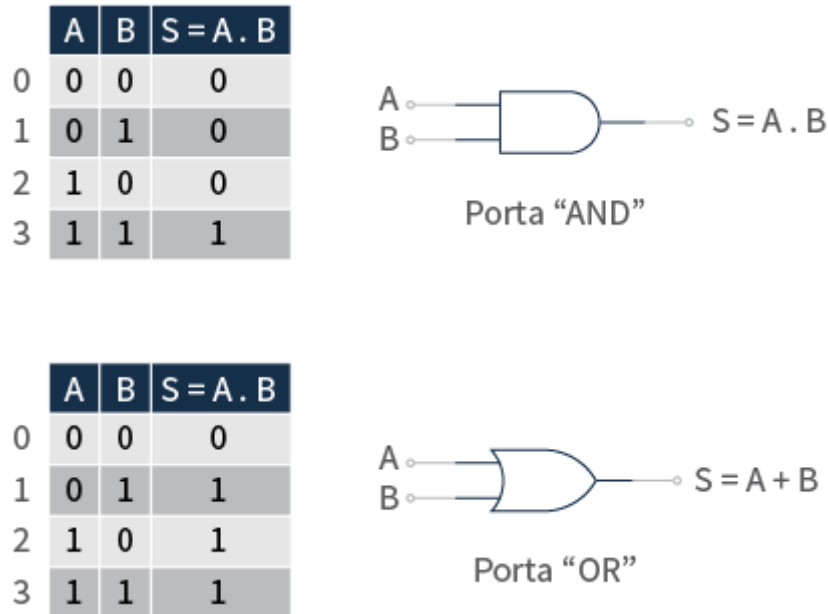 A B S = A . B
0 0 0 0
1 0 1 0
2 1 0 0
3 1 1 1
A
B
S = A . B
Porta “AND”
A B S = A . B
0 0 0 0
1 0 1 1
2 1 0 1
3 1 1 1
A
B
S = A + B
Porta “OR”